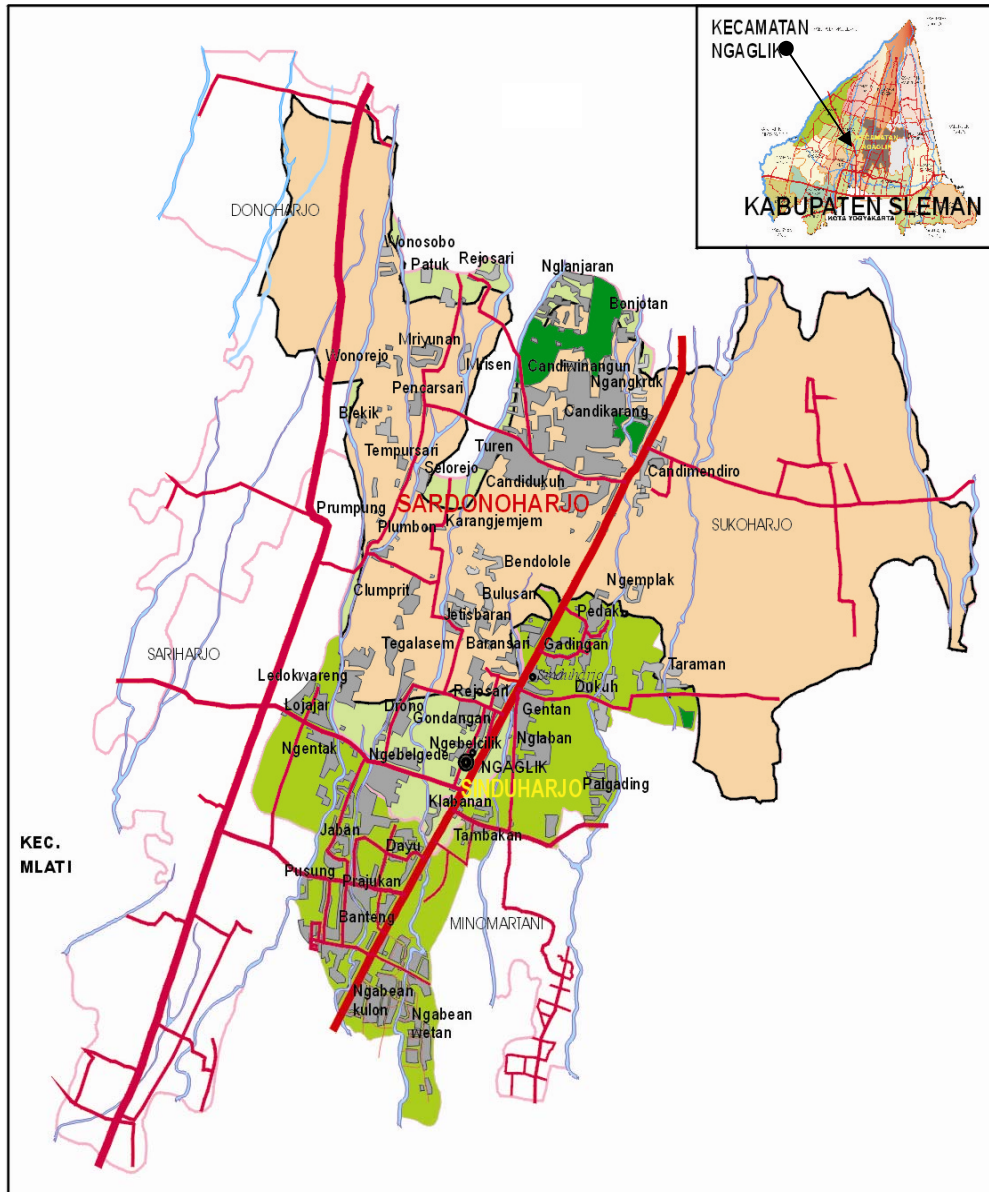 KECAMATAN
NGAGLIK
KABUPATEN SLEMAN
KOTA YOGYAKARTA
DONOHARJO
Wonosobo
Patuk
Rejosari
Nglanjaran
Bonjotan
Wonorejo
Mriyunan
Mrisen
Candiwinangun
Ngangkruk
Pencarsari
Blekik
Candikarang
Tempursari
Turen
Selorejo
Candidukuh
Candimendiro
SARDONOHARJO
Prumpung
Plumbon
Karangjemjem
SUKOHARJO
Bendolole
Clumprit
Bulusan
Ngemplak
Jetisbaran
Pedak
SARIHARJO
Tegalasem
Baransari
Gadingan
Sinduharjo
Taraman
Ledokwareng
Rejosari
Dukuh
Lojajar
Drono
Gondangan
Gentan
Ngentak
Ngebelgede
Ngebelcilik
Nglaban
NGAGLIK
SINDUHARJO
Palgading
Klabanan
Jaban
Dayu
Tambakan
KEC.
MLATI
Pusung
Prajukan
Banteng
MINOMARTANI
Ngabean
kulon
Ngabean
wetan